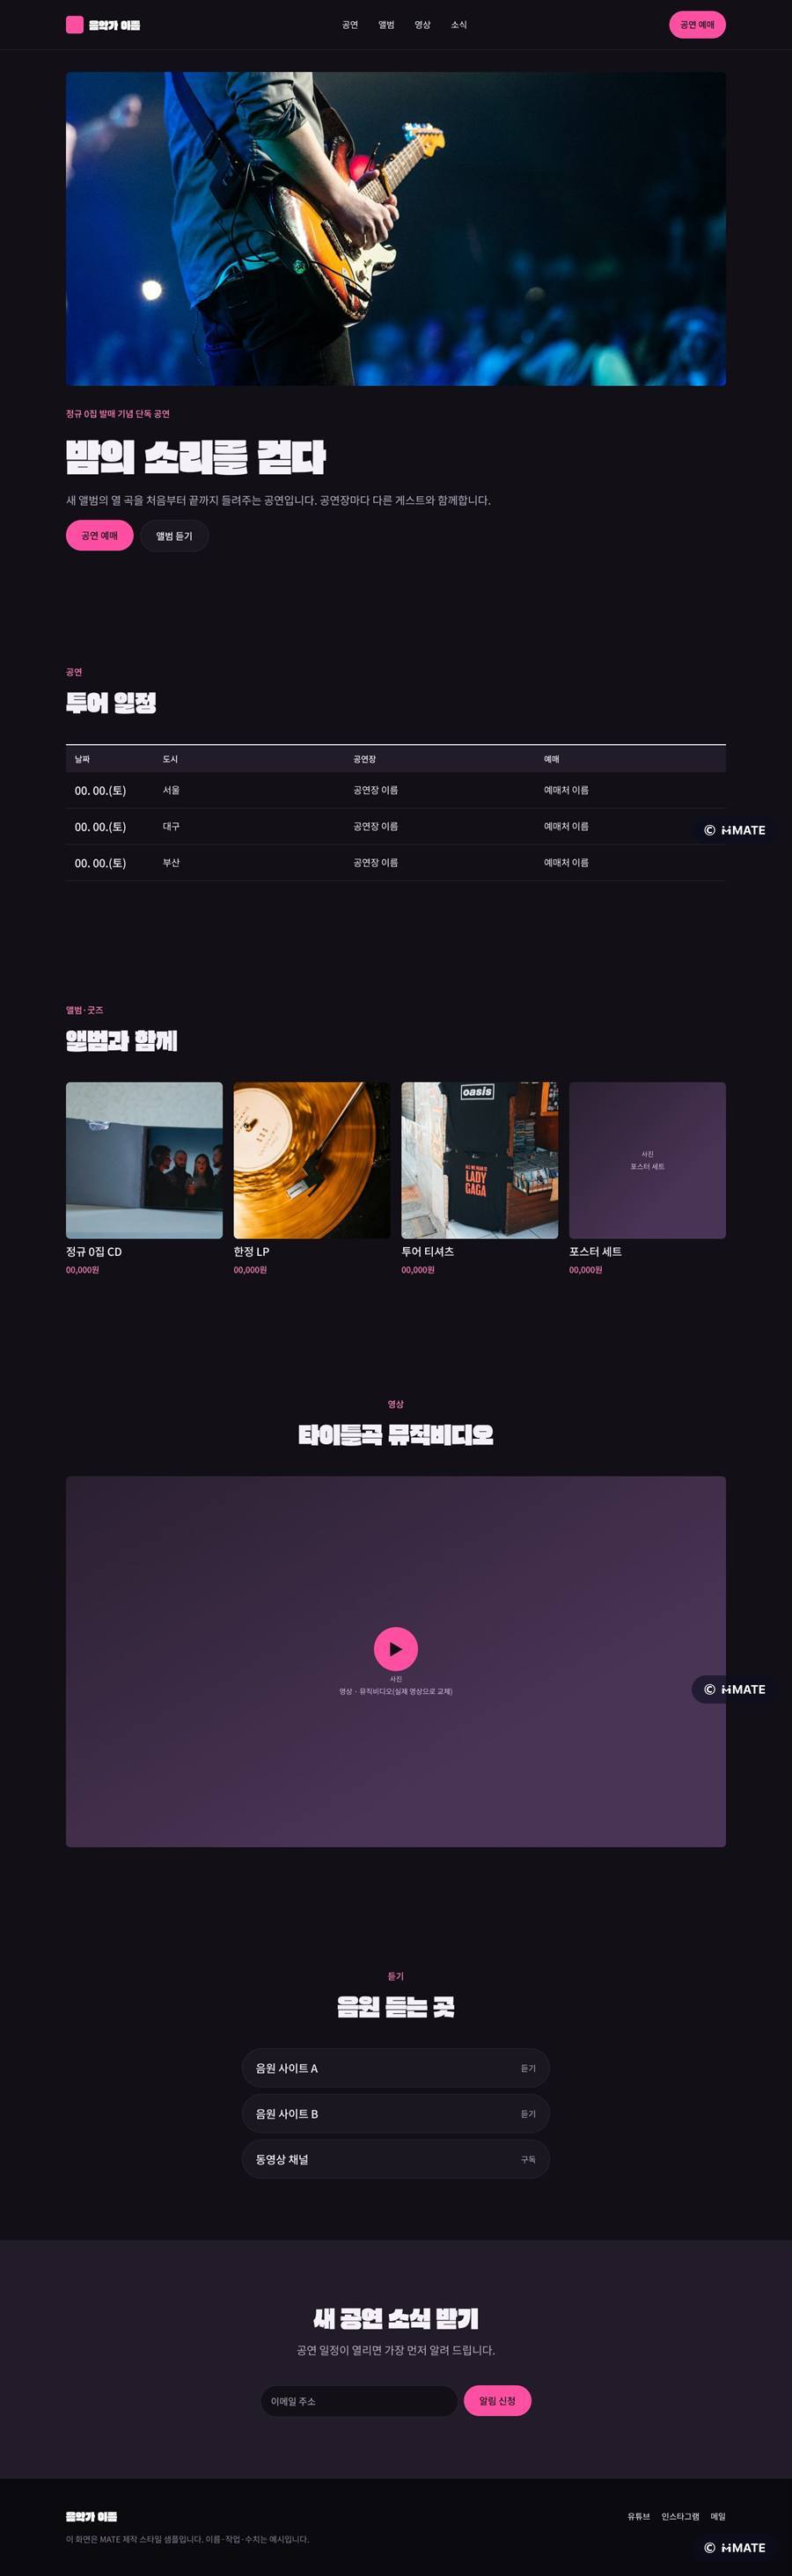 음악가 이름
공연 앨범 영상 소식
공연 예매
정규 0집 발매 기념 단독 공연
밤의 소리를 걷다
새 앨범의 열 곡을 처음부터 끝까지 들려주는 공연입니다. 공연장마다 다른 게스트와 함께합니다.
공연 예매 앨범 듣기
공연
투어 일정
날짜 도시 공연장 예매
00. 00.(토) 서울 공연장 이름 예매처 이름
00. 00.(토) 대구 공연장 이름 예매처 이름
© MATE
00. 00.(토) 부산 공연장 이름 예매처 이름
앨범·굿즈
앨범과 함께
oasis
LADY
GAGA
사진
포스터 세트
정규 0집 CD 한정 LP 투어 티셔츠 포스터 세트
00,000원 00,000원 00,000원 00,000원
영상
타이틀곡 뮤직비디오
사진
영상 · 뮤직비디오(실제 영상으로 교체)
© MATE
듣기
음원 듣는 곳
음원 사이트 A 듣기
음원 사이트 B 듣기
동영상 채널 구독
새 공연 소식 받기
공연 일정이 열리면 가장 먼저 알려 드립니다.
이메일 주소 알림 신청
음악가 이름
유튜브 인스타그램 메일
이 화면은 MATE 제작 스타일 샘플입니다. 이름·작업·수치는 예시입니다.
© MATE